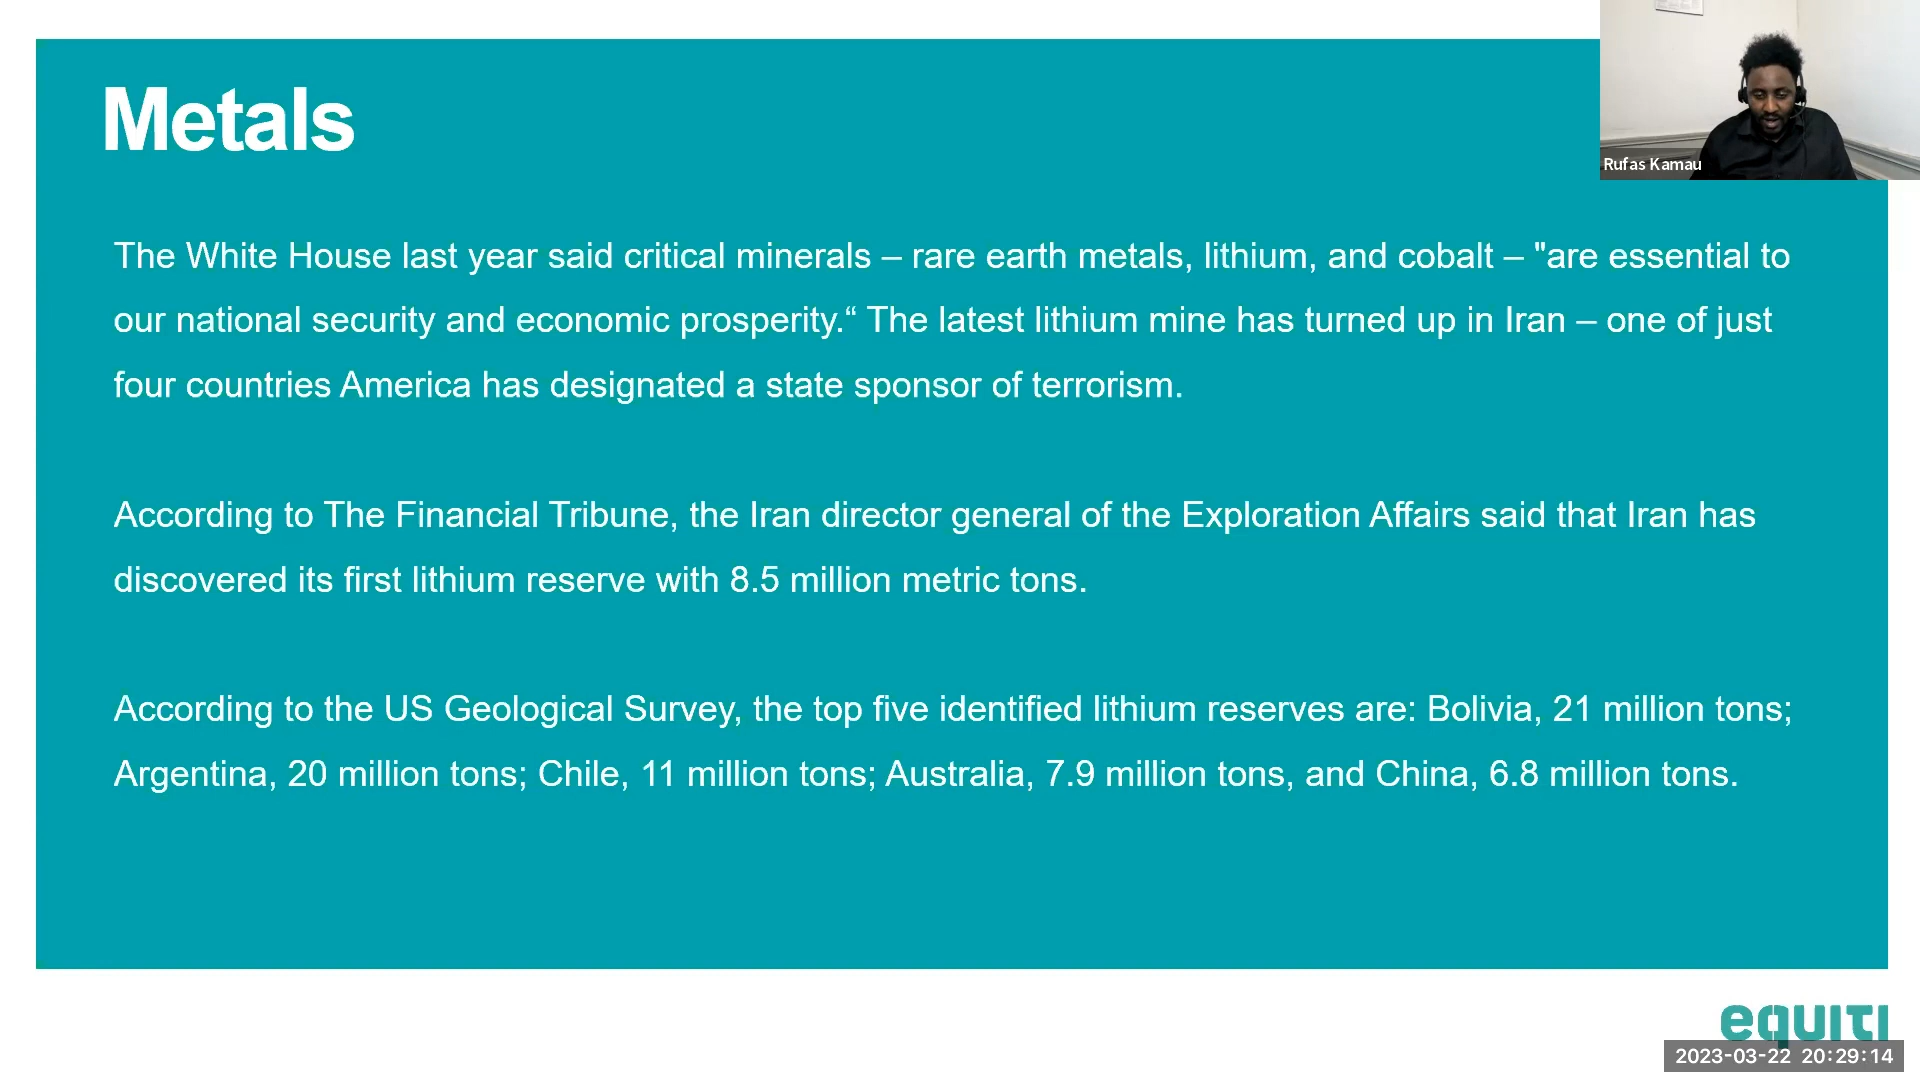 Metals
Rufas Kamau
The White House last year said critical minerals – rare earth metals, lithium, and cobalt – "are essential to
our national security and economic prosperity.“ The latest lithium mine has turned up in Iran – one of just
four countries America has designated a state sponsor of terrorism.
According to The Financial Tribune, the Iran director general of the Exploration Affairs said that Iran has
discovered its first lithium reserve with 8.5 million metric tons.
According to the US Geological Survey, the top five identified lithium reserves are: Bolivia, 21 million tons;
Argentina, 20 million tons; Chile, 11 million tons; Australia, 7.9 million tons, and China, 6.8 million tons.
equiti
2023-03-22 20:29:14